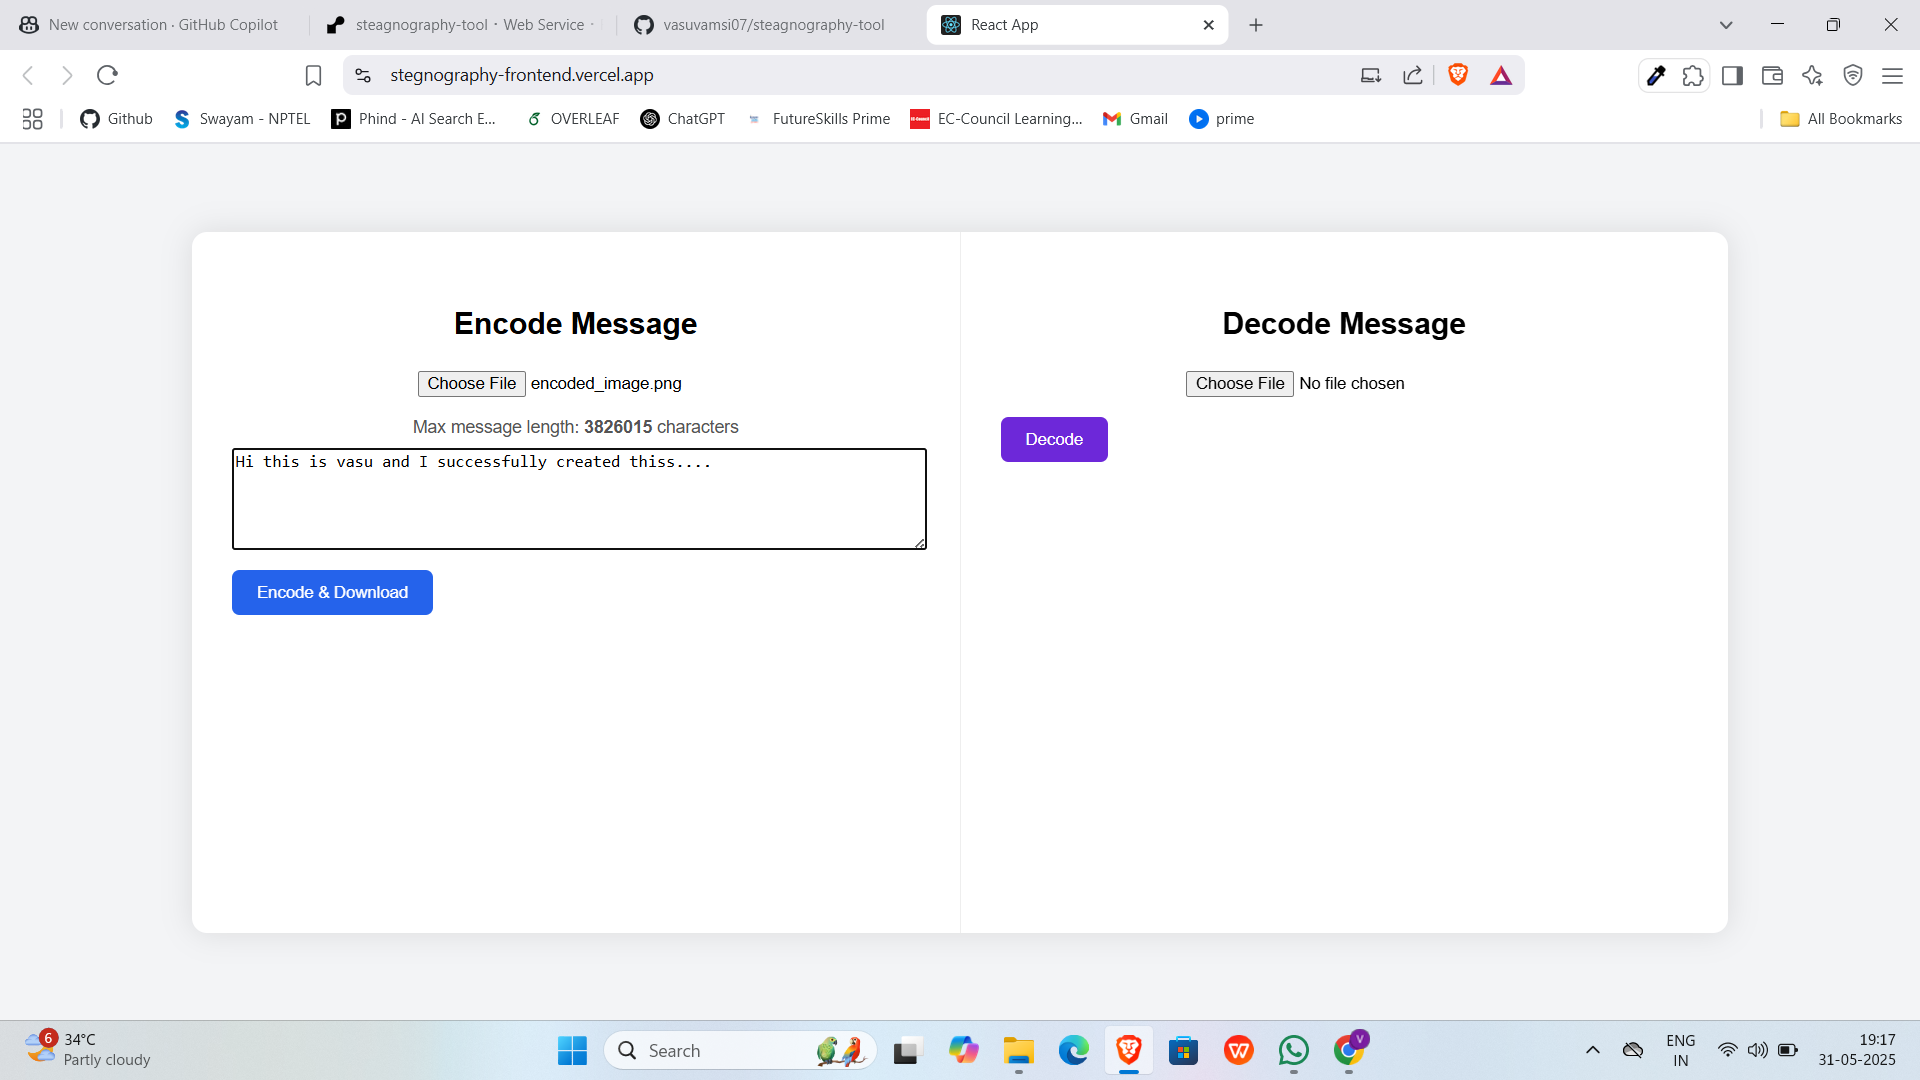 New conversation · GitHub Copilot
steagnography-tool · Web Service ·
vasuvamsi07/steagnography-tool
React App
stegnography-frontend.vercel.app
Github
Swayam - NPTEL
Phind - AI Search E...
OVERLEAF
ChatGPT
FutureSkills Prime
EC-Council Learning...
Gmail
prime
All Bookmarks
Encode Message
Choose File encoded_image.png
Max message length: 3826015 characters
Hi this is vasu and I successfully created thiss....
Encode & Download
Decode Message
Choose File No file chosen
Decode
6
34°C
Partly cloudy
Search
V
ENG
IN
19:17
31-05-2025